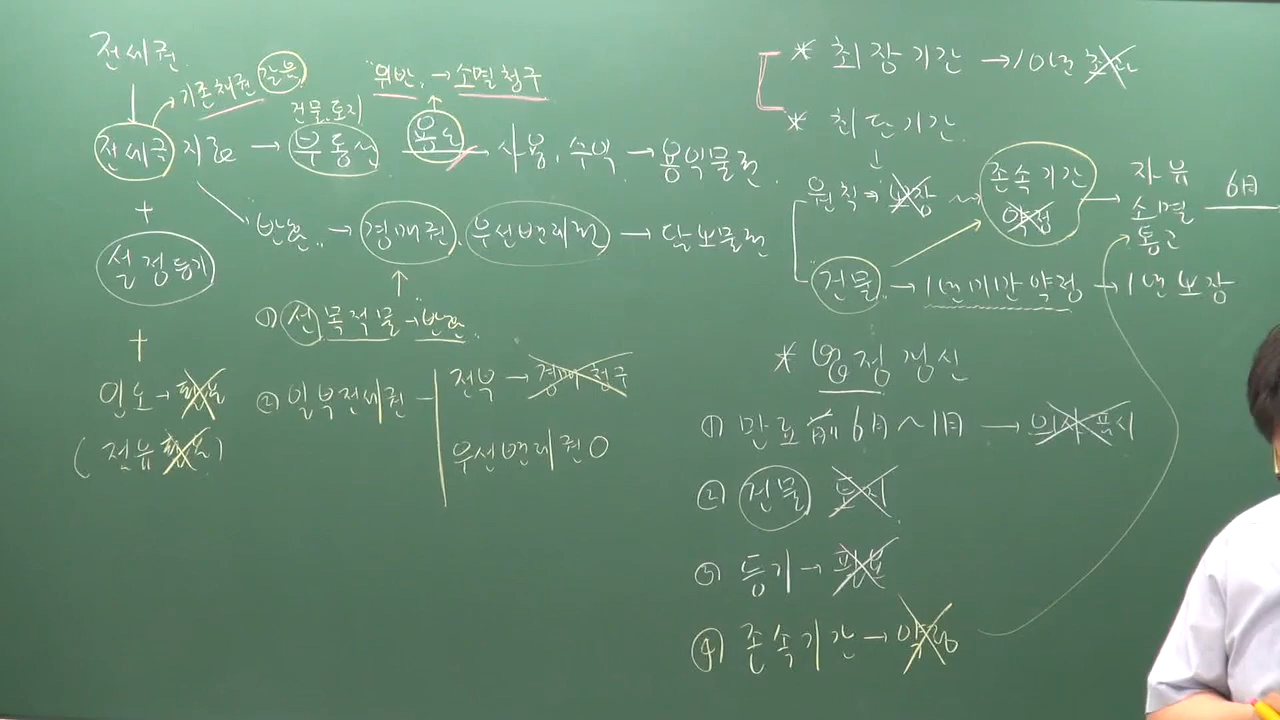 전세권
기존채권 갈음
"위반" → 소멸청구
건물, 토지
전세금 지료 → 부동산 용도 → 사용, 수익 → 용익물권
+
"반환" → 경매권, 우선변제권 → 담보물권
설정등기
① 선 목적물 → "반환"
+
인도 → 필요
(점유 필요)
② 일부전세권
전부 → 경매청구
우선변제권 O
* 최장기간 → 10년 초과
* 최단기간
↓
원칙 ⇒ 보장 존속기간 약정 → 자유 소멸 통고 6月
건물 → 1년미만 약정 → 1년 보장
* 법정갱신
① 만료 前 6月 ~ 1月 → 의사표시
② 건물 토지
③ 등기 → 필요
④ 존속기간 → 약정